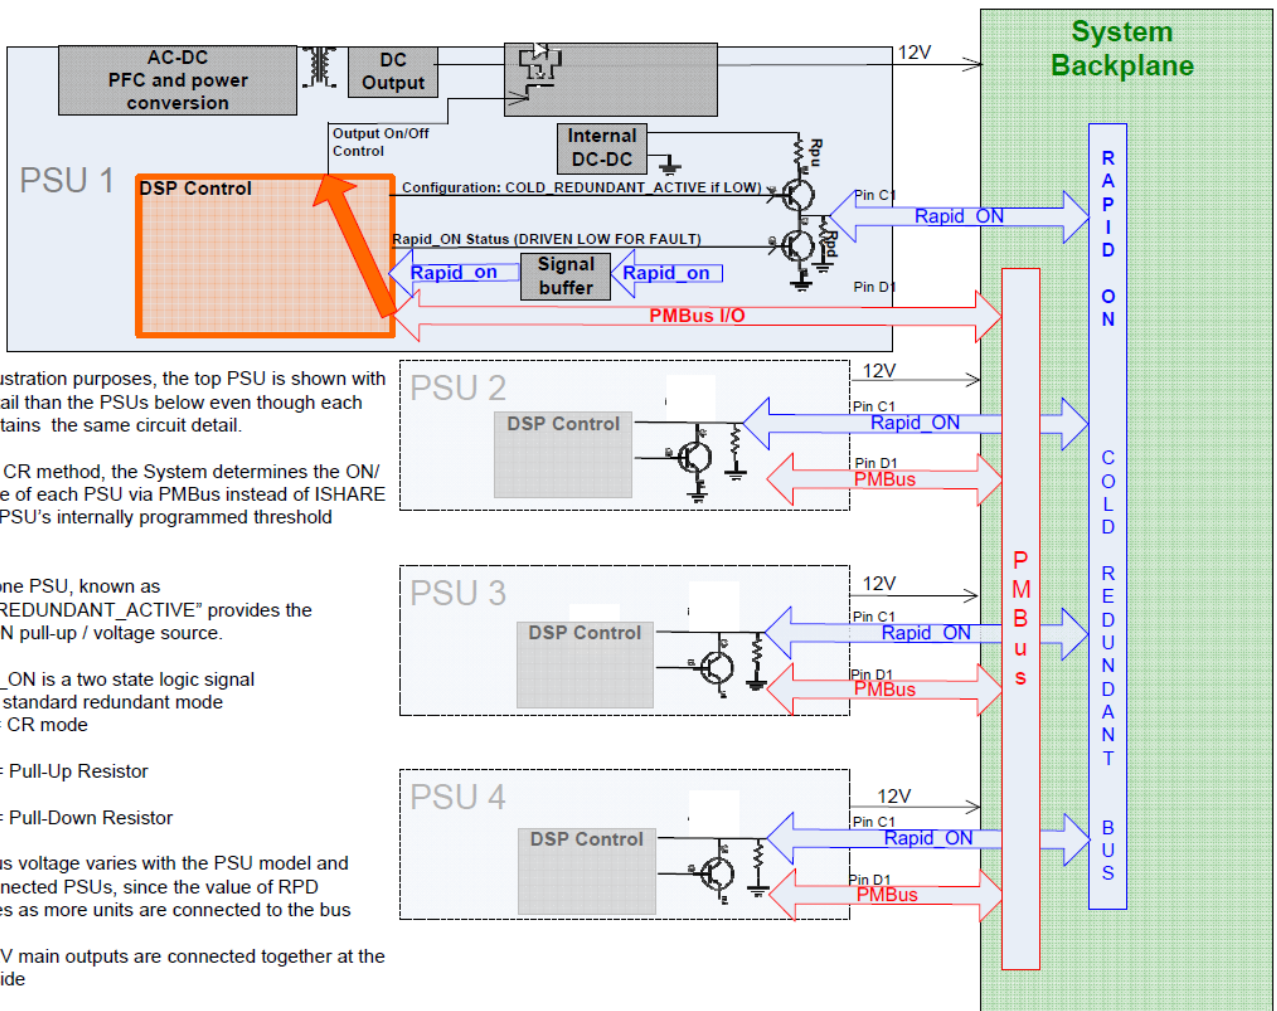 System
Backplane
AC-DC
PFC and power
conversion
DC
Output
12V
Output On/Off
Control
Internal
DC-DC
Rpu
PSU 1
DSP Control
Configuration: COLD_REDUNDANT_ACTIVE if LOW)
Pin C1
Rapid_ON
Rapid_ON Status (DRIVEN LOW FOR FAULT)
Rpd
Rapid_on
Signal
buffer
Rapid_on
Pin D1
PMBus I/O
RAPID ON
COLD REDUNDANT BUS
PMBus
ustration purposes, the top PSU is shown with
tail than the PSUs below even though each
tains the same circuit detail.
CR method, the System determines the ON/
e of each PSU via PMBus instead of ISHARE
PSU's internally programmed threshold
one PSU, known as
REDUNDANT_ACTIVE” provides the
N pull-up / voltage source.
_ON is a two state logic signal
standard redundant mode
= CR mode
= Pull-Up Resistor
= Pull-Down Resistor
us voltage varies with the PSU model and
nnected PSUs, since the value of RPD
es as more units are connected to the bus
V main outputs are connected together at the
ide
PSU 2
DSP Control
12V
Pin C1
Rapid_ON
Pin D1
PMBus
PSU 3
DSP Control
12V
Pin C1
Rapid_ON
Pin D1
PMBus
PSU 4
DSP Control
12V
Pin C1
Rapid_ON
Pin D1
PMBus